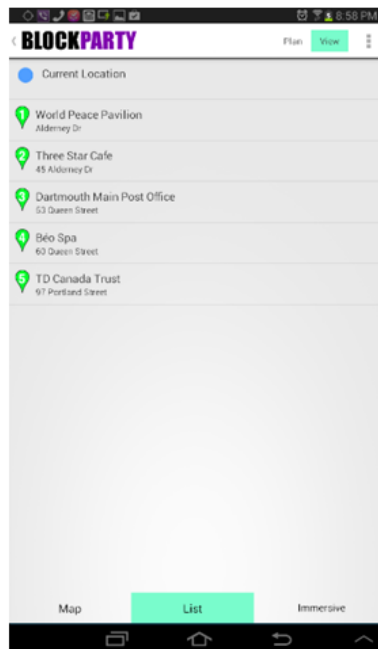 8:58 PM
BLOCKPARTY
Plan View
Current Location
1 World Peace Pavilion
Alderney Dr
2 Three Star Cafe
45 Alderney Dr
3 Dartmouth Main Post Office
53 Queen Street
4 Béo Spa
60 Queen Street
5 TD Canada Trust
97 Portland Street
Map List Immersive